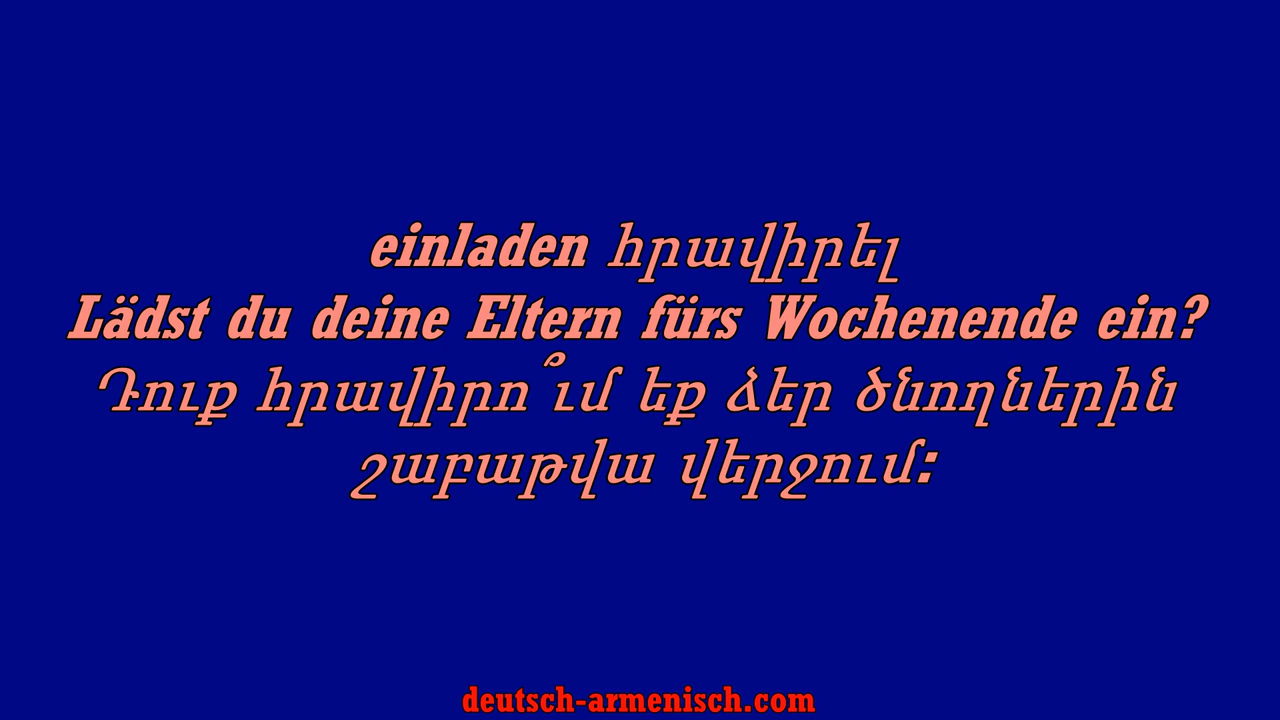 einladen հրավիրել
Lädst du deine Eltern fürs Wochenende ein?
Դուք հրավիրո՞ւմ եք ձեր ծնողներին
շաբաթվա վերջում:
deutsch-armenisch.com